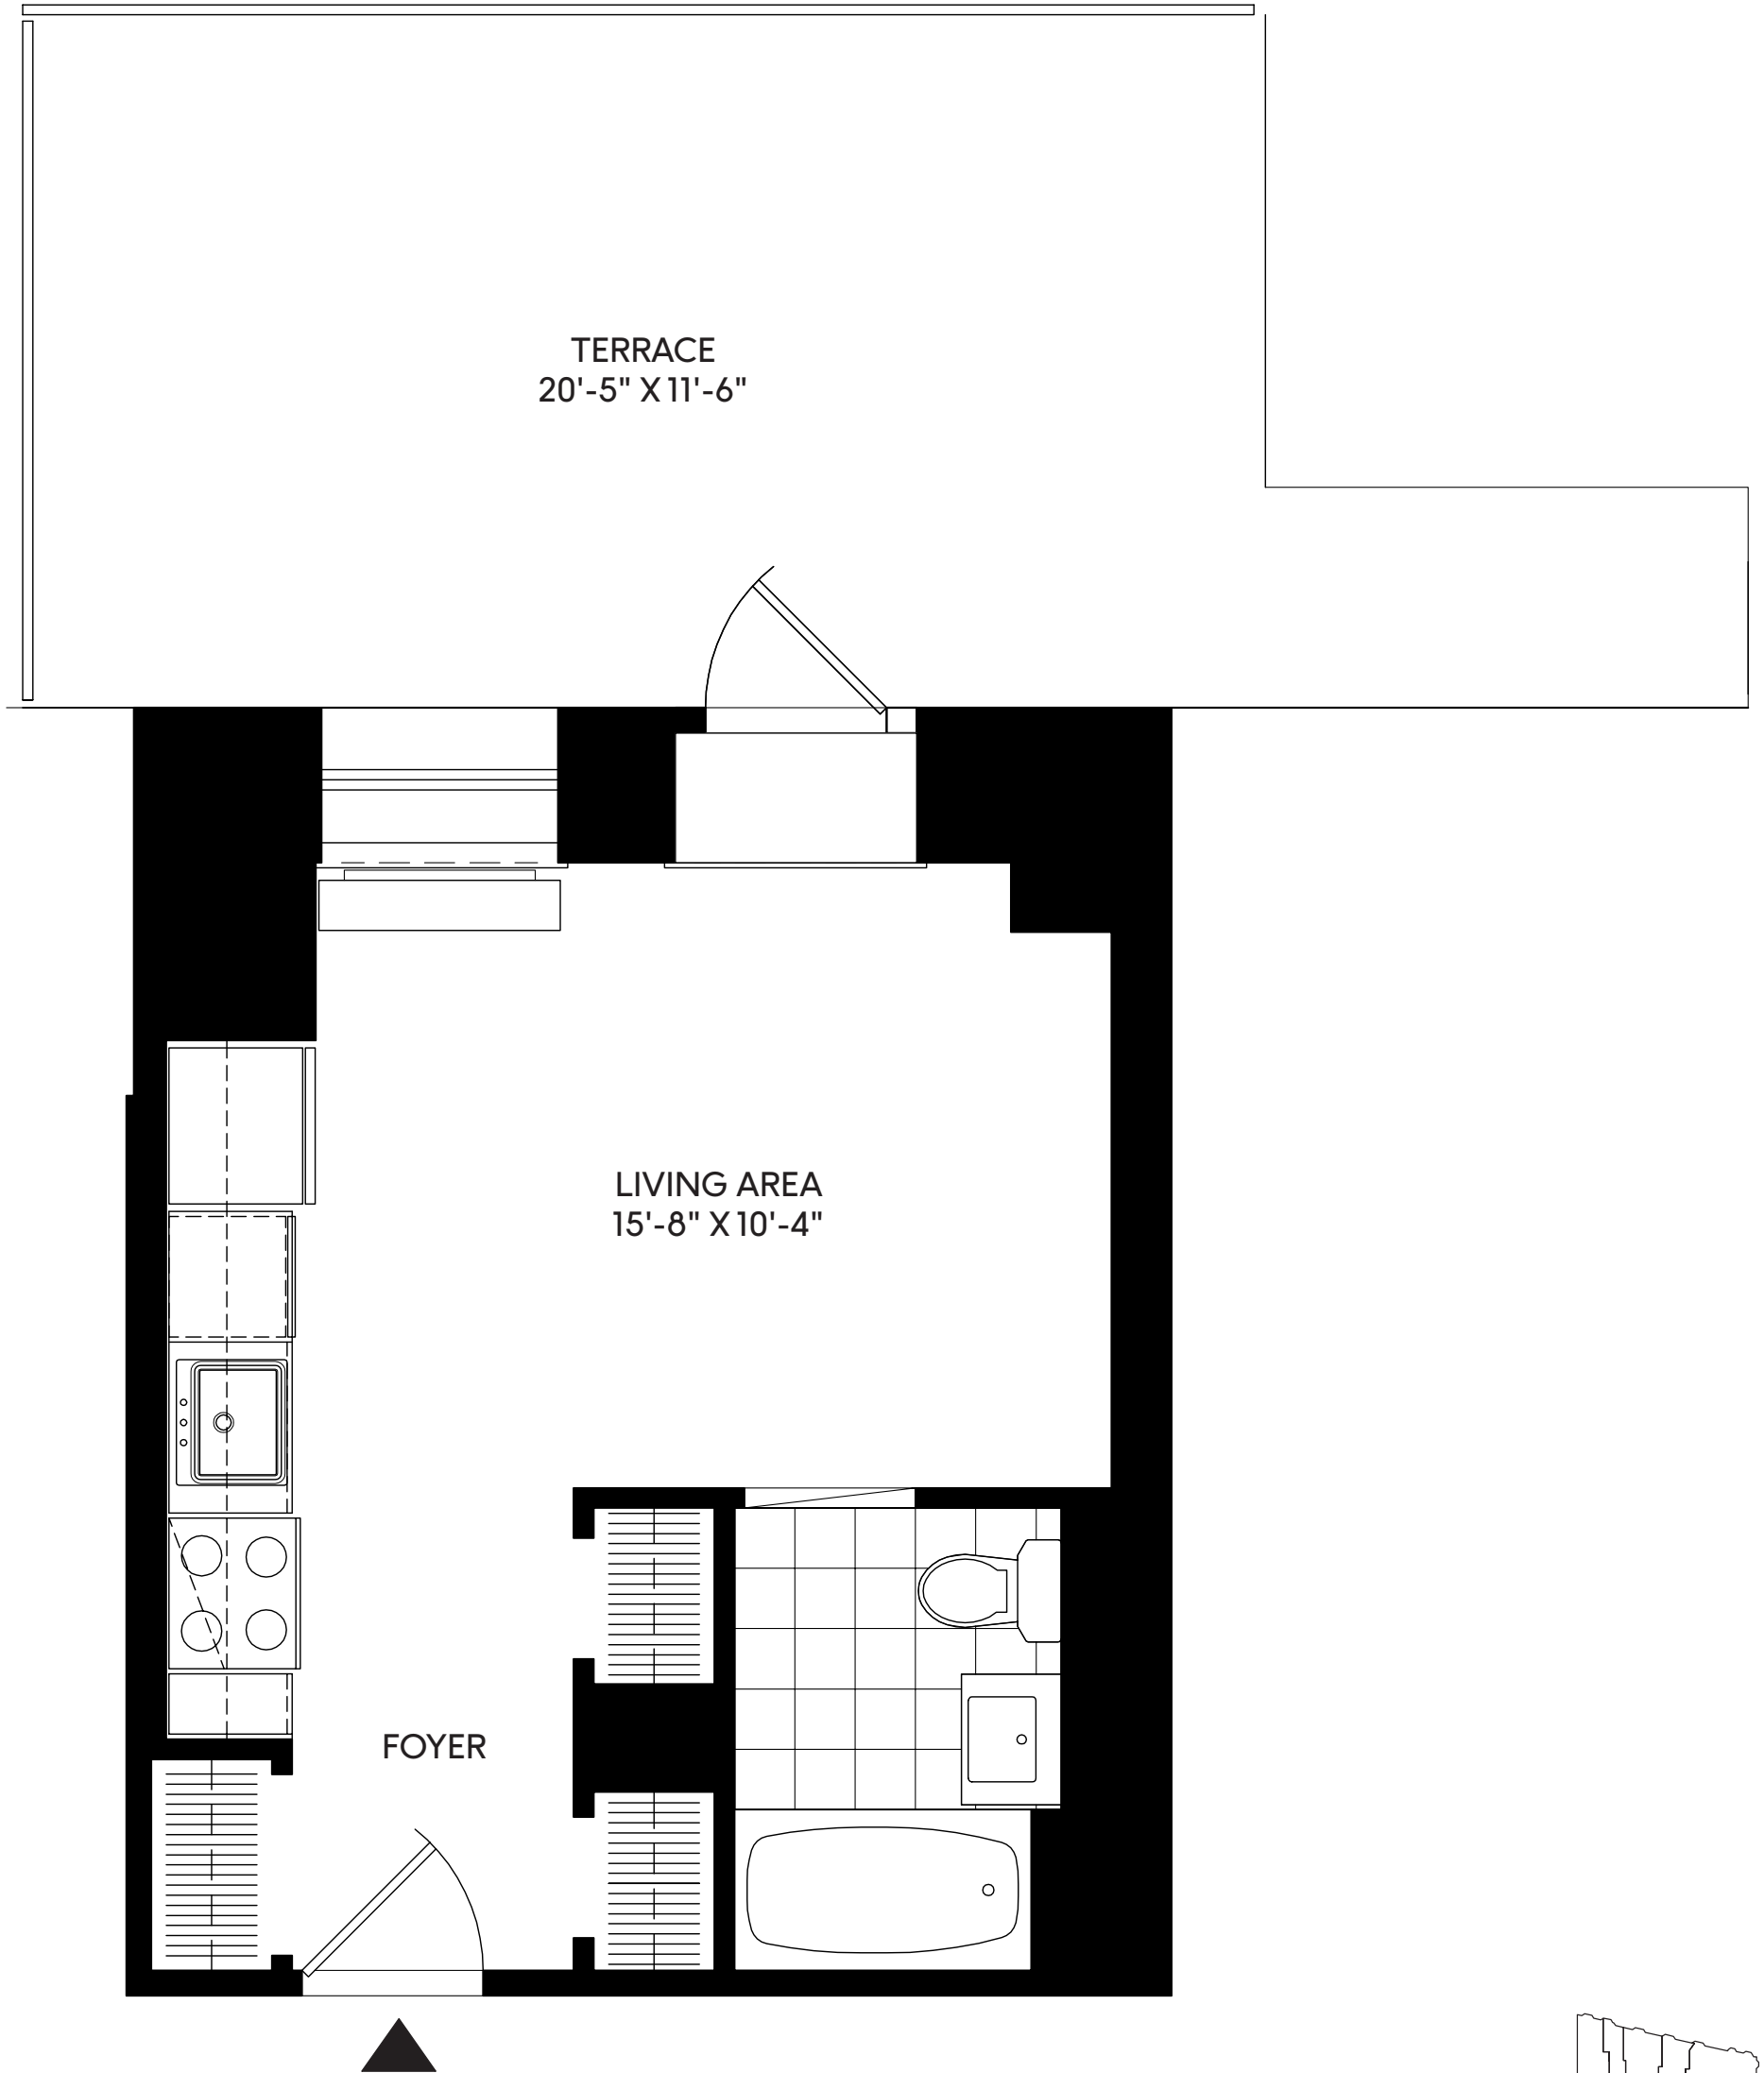 TERRACE
20'-5" X 11'-6"
LIVING AREA
15'-8" X 10'-4"
FOYER